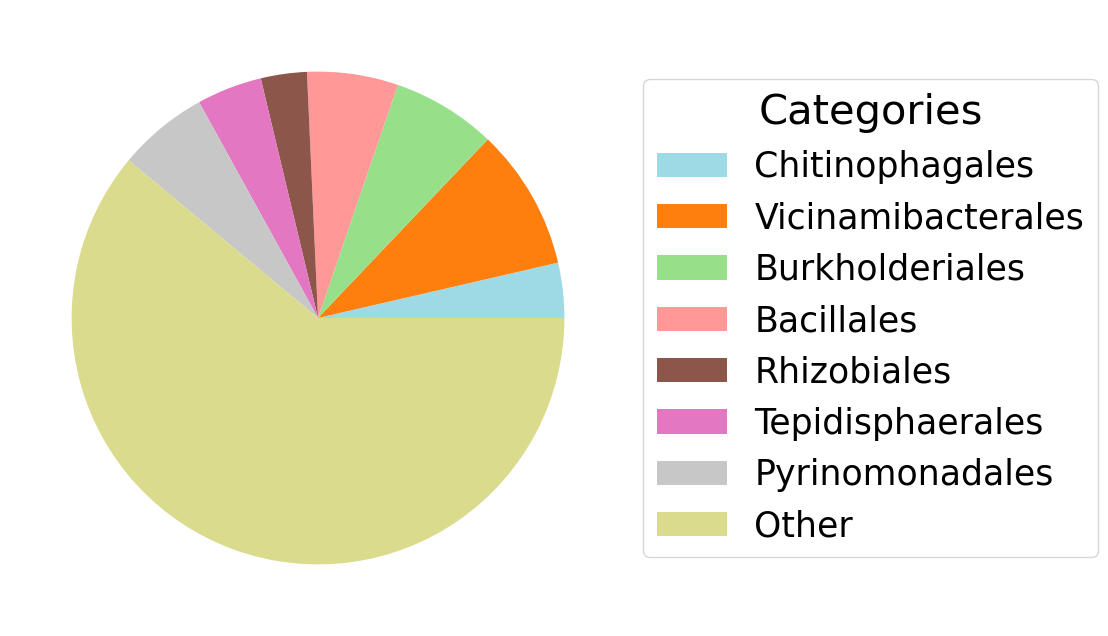 Categories
Chitinophagales
Vicinamibacterales
Burkholderiales
Bacillales
Rhizobiales
Tepidisphaerales
Pyrinomonadales
Other